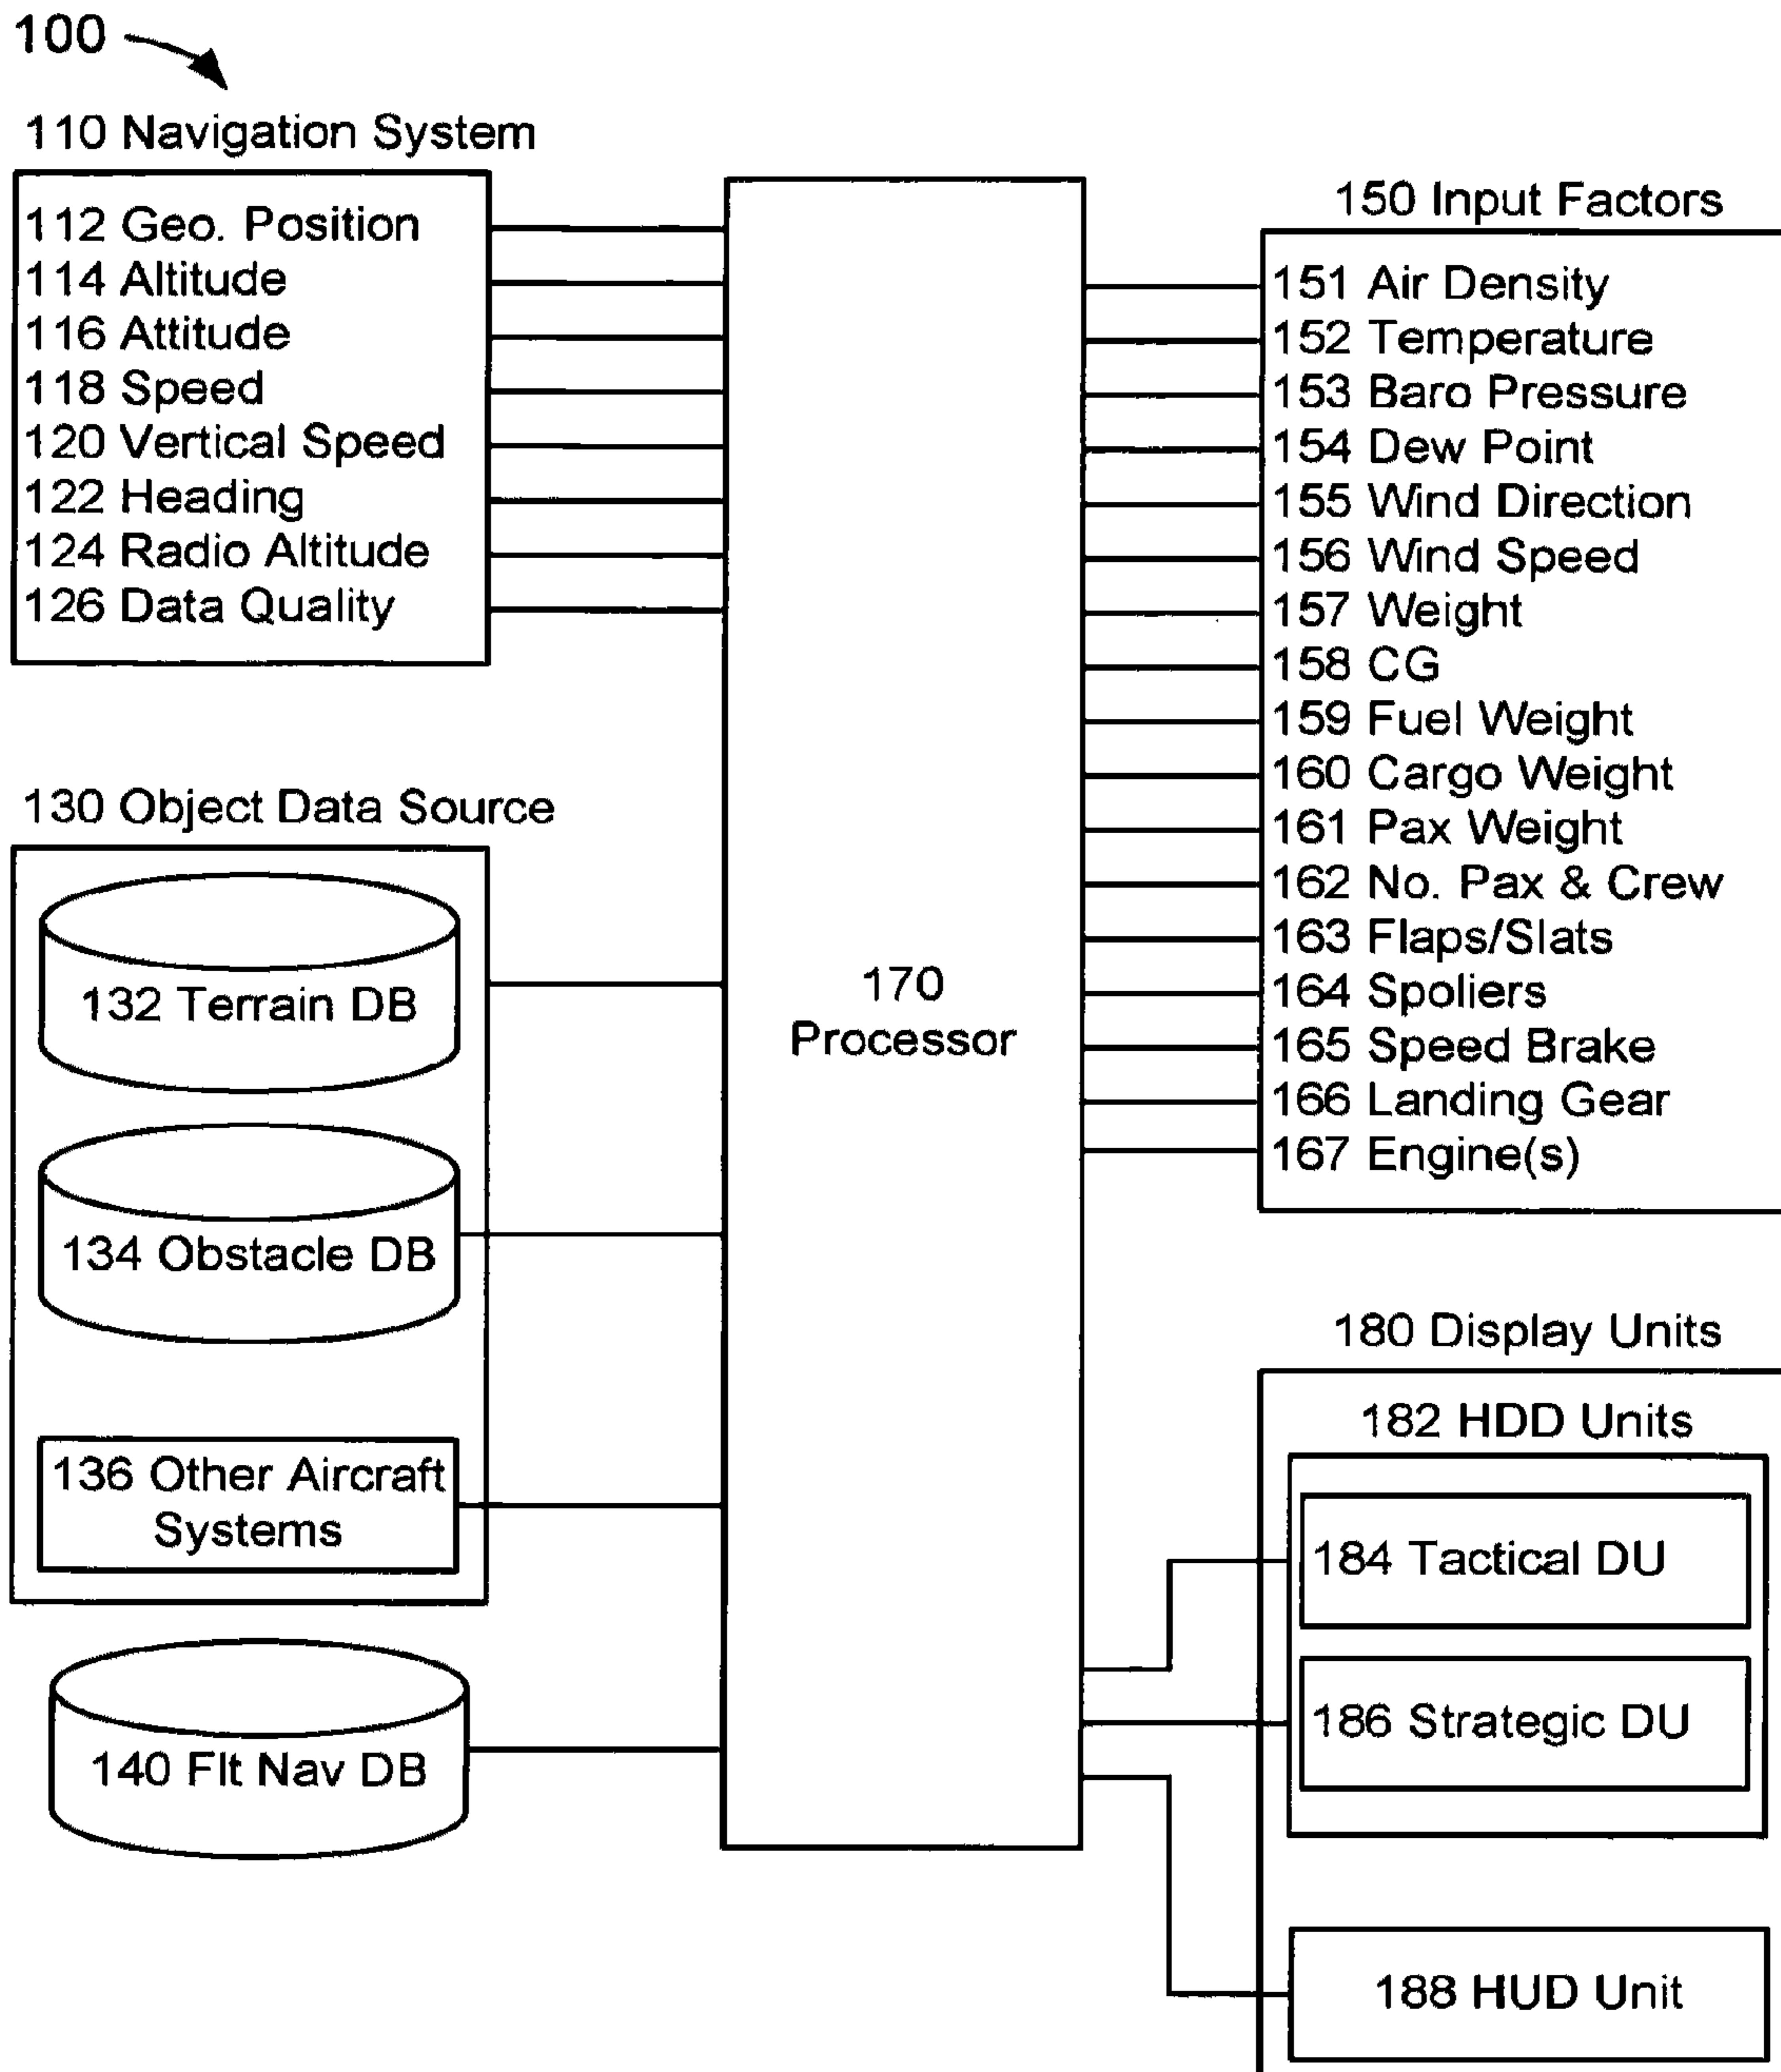 100
110 Navigation System
112 Geo. Position
114 Altitude
116 Attitude
118 Speed
120 Vertical Speed
122 Heading
124 Radio Altitude
126 Data Quality
130 Object Data Source
132 Terrain DB
134 Obstacle DB
136 Other Aircraft
Systems
140 Flt Nav DB
170
Processor
150 Input Factors
151 Air Density
152 Temperature
153 Baro Pressure
154 Dew Point
155 Wind Direction
156 Wind Speed
157 Weight
158 CG
159 Fuel Weight
160 Cargo Weight
161 Pax Weight
162 No. Pax & Crew
163 Flaps/Slats
164 Spoliers
165 Speed Brake
166 Landing Gear
167 Engine(s)
180 Display Units
182 HDD Units
184 Tactical DU
186 Strategic DU
188 HUD Unit